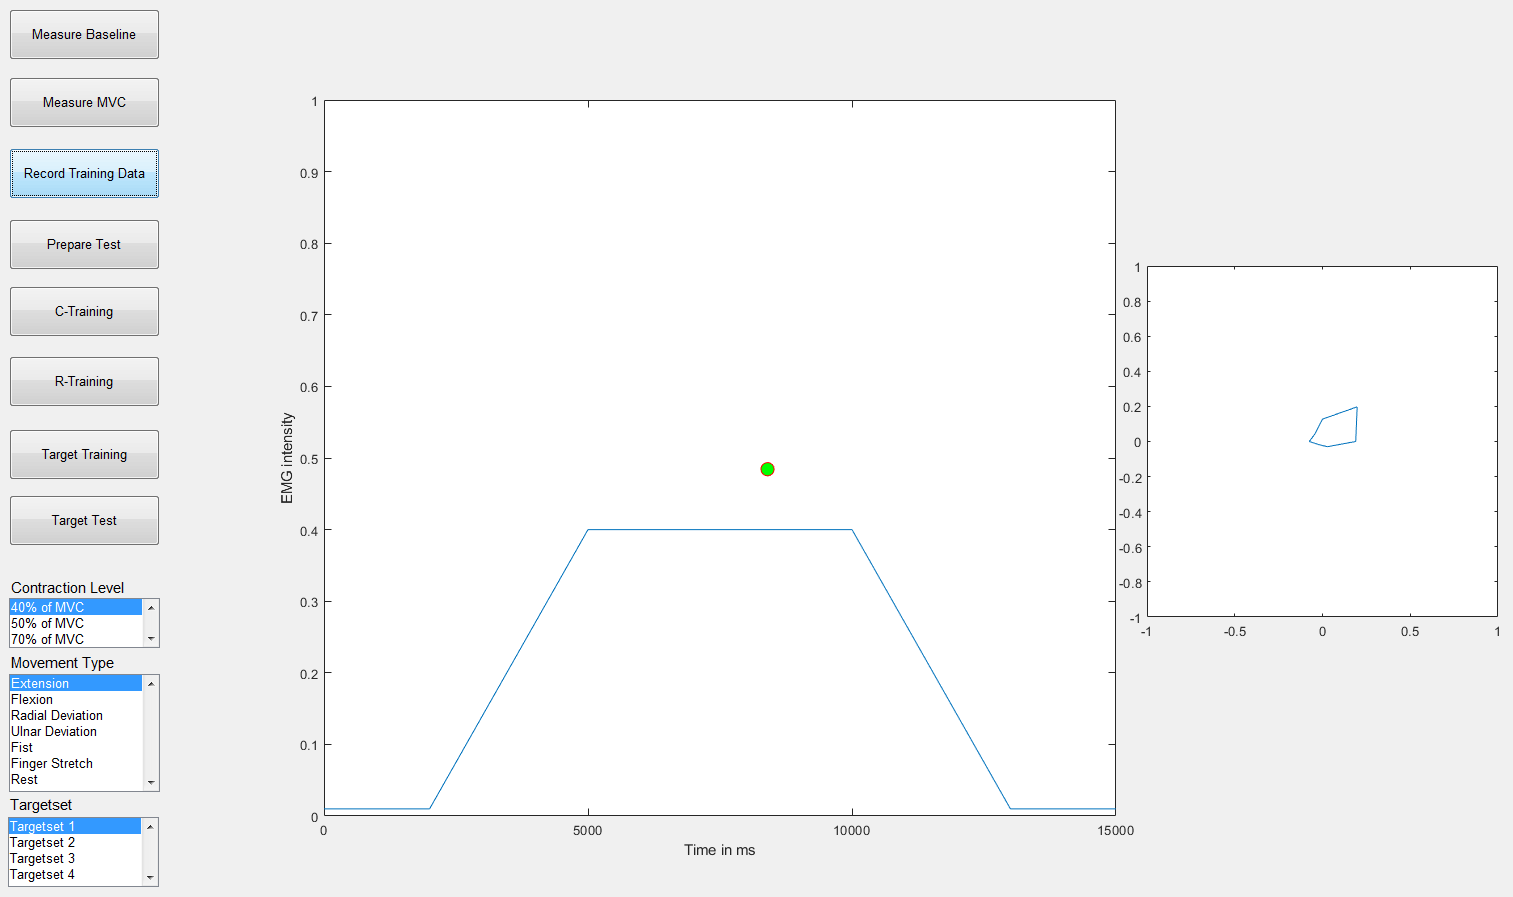 Measure Baseline
Measure MVC
Record Training Data
Prepare Test
C-Training
R-Training
Target Training
Target Test
Contraction Level
40% of MVC
50% of MVC
70% of MVC
Movement Type
Extension
Flexion
Radial Deviation
Ulnar Deviation
Fist
Finger Stretch
Rest
Targetset
Targetset 1
Targetset 2
Targetset 3
Targetset 4
EMG intensity
1
0.9
0.8
0.7
0.6
0.5
0.4
0.3
0.2
0.1
0
0 5000 10000 15000
Time in ms
1
0.8
0.6
0.4
0.2
0
-0.2
-0.4
-0.6
-0.8
-1
-1 -0.5 0 0.5 1